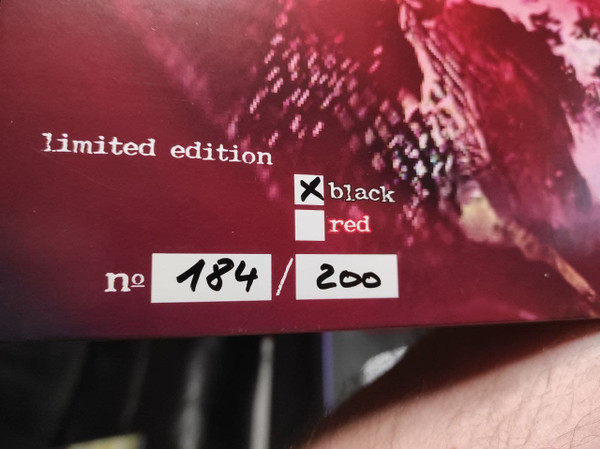 limited edition
black
red
nº 184 / 200